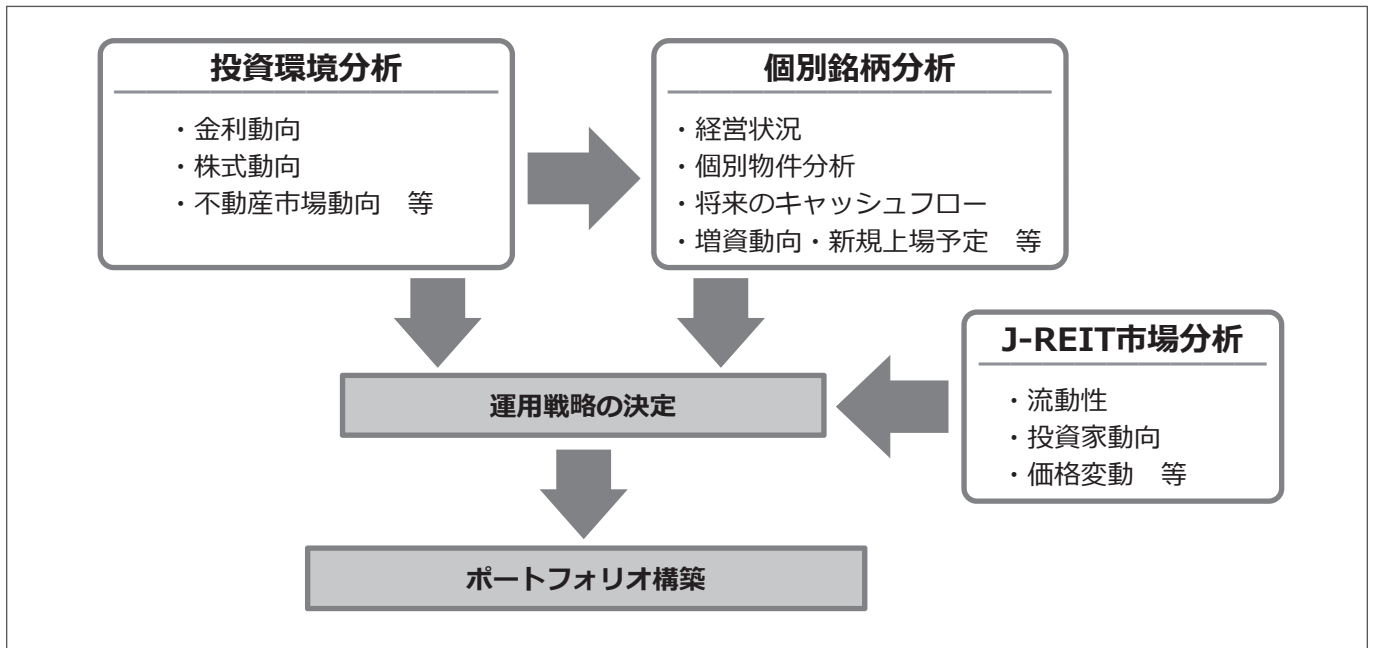 投資環境分析
・金利動向
・株式動向
・不動産市場動向　等
個別銘柄分析
・経営状況
・個別物件分析
・将来のキャッシュフロー
・増資動向・新規上場予定　等
J-REIT市場分析
・流動性
・投資家動向
・価格変動　等
運用戦略の決定
ポートフォリオ構築